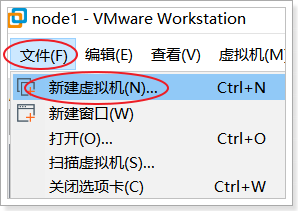 node1 - VMware Workstation
文件(F) 编辑(E) 查看(V) 虚拟机(M)
新建虚拟机(N)... Ctrl+N
新建窗口(W)
打开(O)... Ctrl+O
扫描虚拟机(S)...
关闭选项卡(C) Ctrl+W